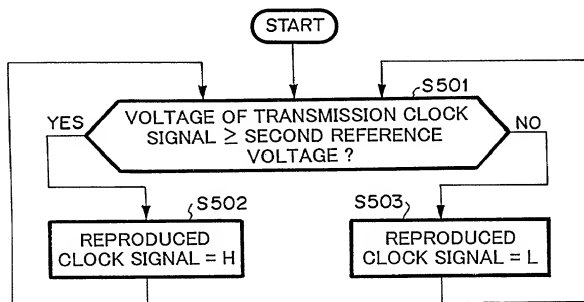 START
S501
VOLTAGE OF TRANSMISSION CLOCK
SIGNAL ≥ SECOND REFERENCE
VOLTAGE ?
YES
NO
S502
REPRODUCED
CLOCK SIGNAL = H
S503
REPRODUCED
CLOCK SIGNAL = L